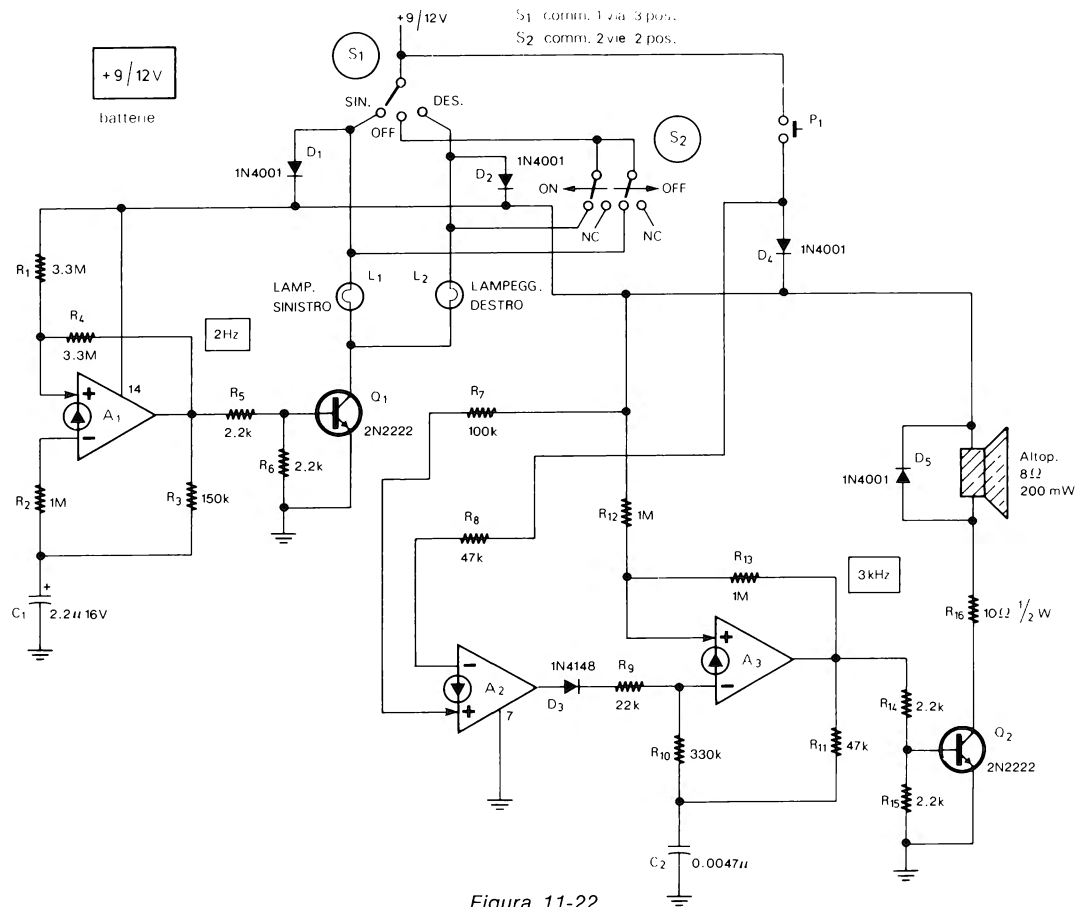 +9/12V
batterie
+9/12V
S1 comm. 1 via 3 pos.
S2 comm. 2 vie 2 pos.
S1
SIN.
OFF
DES.
S2
P1
D1
1N4001
D2
1N4001
ON
OFF
NC
NC
D4
1N4001
R1
3.3M
R4
3.3M
2Hz
L1
LAMP.
SINISTRO
L2
LAMPEGG.
DESTRO
14
A1
+
−
R5
2.2k
R6
2.2k
Q1
2N2222
R2
1M
R3
150k
C1
+
2.2µ 16V
R7
100k
R8
47k
R12
1M
R13
1M
3kHz
D5
1N4001
Altop.
8Ω
200 mW
R16
10Ω 1/2 W
−
A2
+
7
1N4148
D3
R9
22k
+
A3
−
R10
330k
R11
47k
R14
2.2k
Q2
2N2222
R15
2.2k
C2
0.0047µ
Figura 11-22